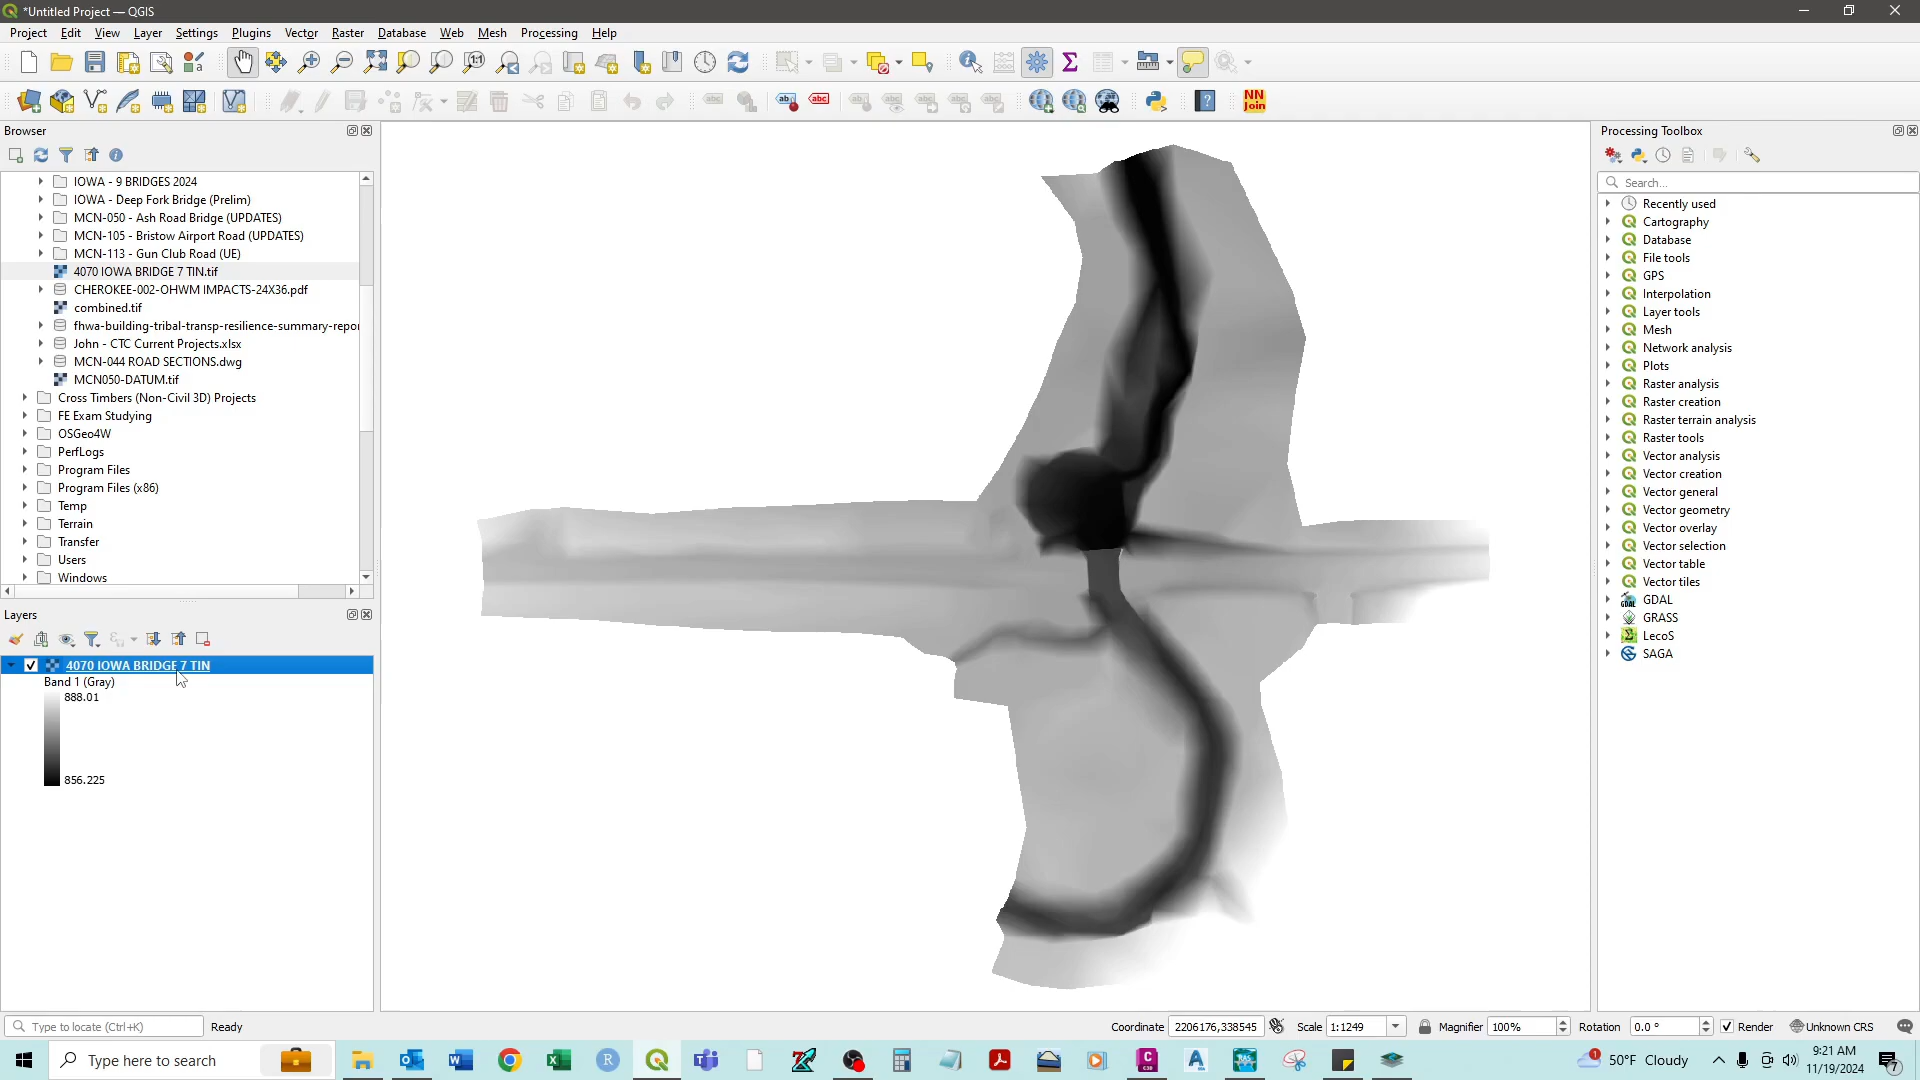 *Untitled Project — QGIS
Project Edit View Layer Settings Plugins Vector Raster Database Web Mesh Processing Help
Browser
IOWA - 9 BRIDGES 2024
IOWA - Deep Fork Bridge (Prelim)
MCN-050 - Ash Road Bridge (UPDATES)
MCN-105 - Bristow Airport Road (UPDATES)
MCN-113 - Gun Club Road (UE)
4070 IOWA BRIDGE 7 TIN.tif
CHEROKEE-002-OHWM IMPACTS-24X36.pdf
combined.tif
fhwa-building-tribal-transp-resilience-summary-repor
John - CTC Current Projects.xlsx
MCN-044 ROAD SECTIONS.dwg
MCN050-DATUM.tif
Cross Timbers (Non-Civil 3D) Projects
FE Exam Studying
OSGeo4W
PerfLogs
Program Files
Program Files (x86)
Temp
Terrain
Transfer
Users
Windows
Layers
4070 IOWA BRIDGE 7 TIN
Band 1 (Gray)
888.01
856.225
Processing Toolbox
Search...
Recently used
Cartography
Database
File tools
GPS
Interpolation
Layer tools
Mesh
Network analysis
Plots
Raster analysis
Raster creation
Raster terrain analysis
Raster tools
Vector analysis
Vector creation
Vector general
Vector geometry
Vector overlay
Vector selection
Vector table
Vector tiles
GDAL
GRASS
LecoS
SAGA
Type to locate (Ctrl+K) Ready Coordinate 2206176,338545 Scale 1:1249 Magnifier 100% Rotation 0.0 ° Render Unknown CRS
Type here to search
50°F Cloudy
9:21 AM
11/19/2024